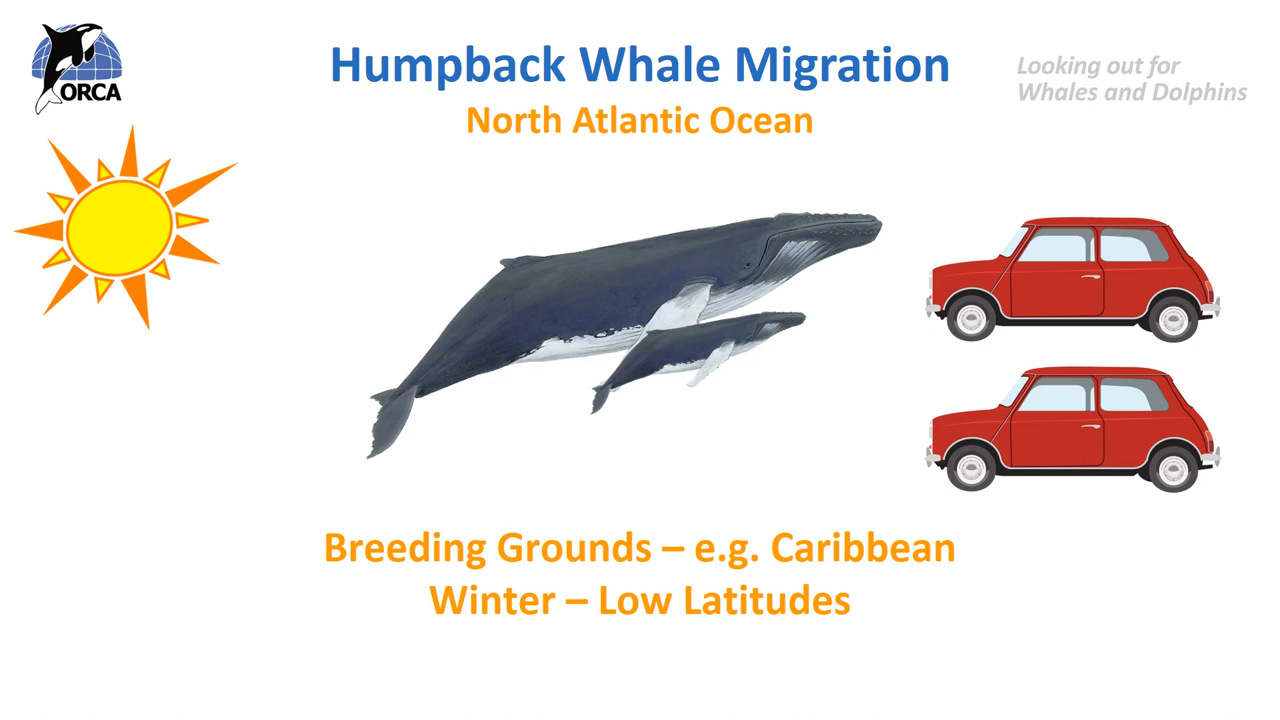 ORCA
Humpback Whale Migration
North Atlantic Ocean
Looking out for
Whales and Dolphins
Breeding Grounds – e.g. Caribbean
Winter – Low Latitudes